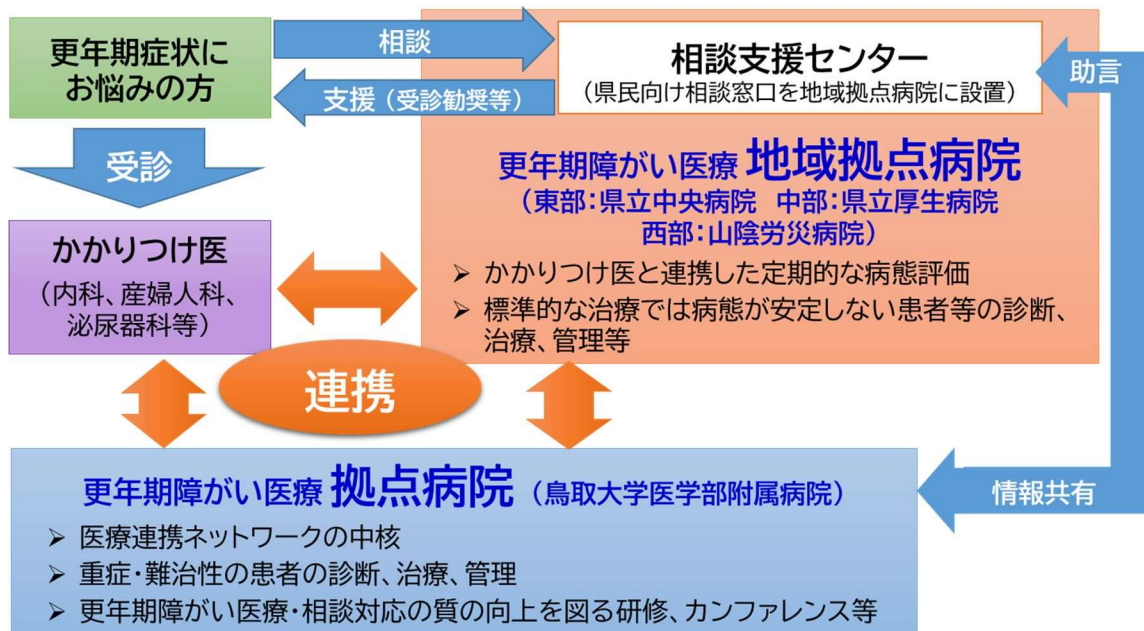 更年期症状に
お悩みの方
相談
支援（受診勧奨等）
相談支援センター
（県民向け相談窓口を地域拠点病院に設置）
助言
受診
更年期障がい医療 地域拠点病院
（東部：県立中央病院 中部：県立厚生病院
西部：山陰労災病院）
➢ かかりつけ医と連携した定期的な病態評価
➢ 標準的な治療では病態が安定しない患者等の診断、
治療、管理等
かかりつけ医
（内科、産婦人科、
泌尿器科等）
連携
更年期障がい医療 拠点病院（鳥取大学医学部附属病院）
➢ 医療連携ネットワークの中核
➢ 重症・難治性の患者の診断、治療、管理
➢ 更年期障がい医療・相談対応の質の向上を図る研修、カンファレンス等
情報共有